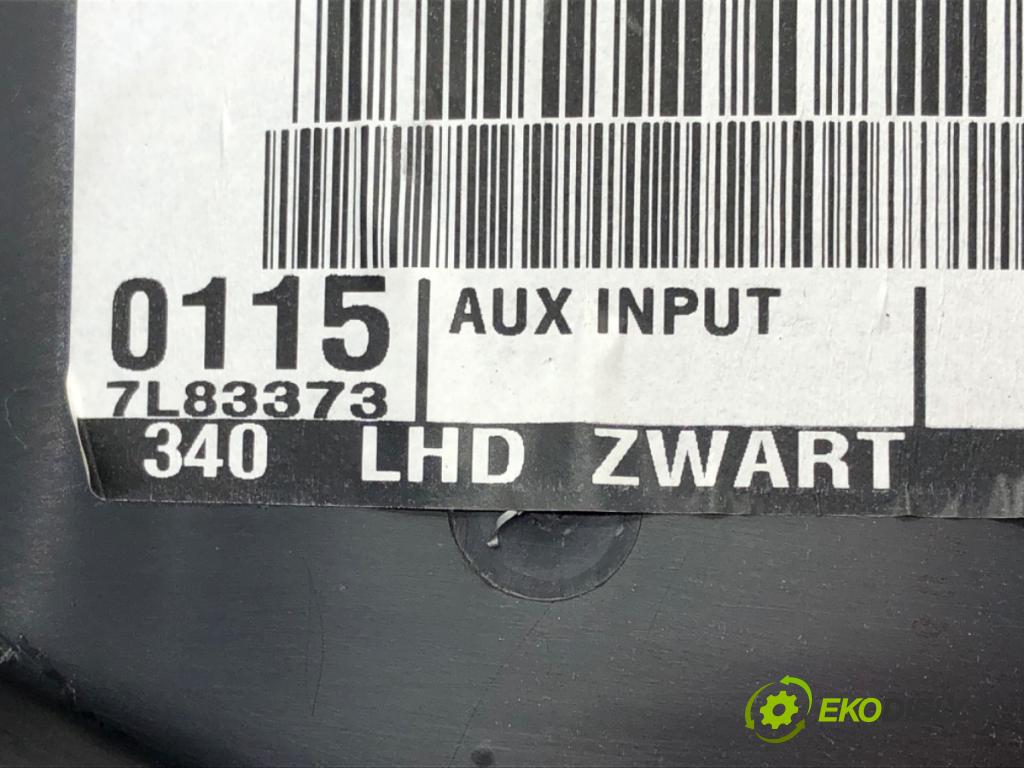 0115
AUX INPUT
7L83373
340 LHD ZWART
EKO